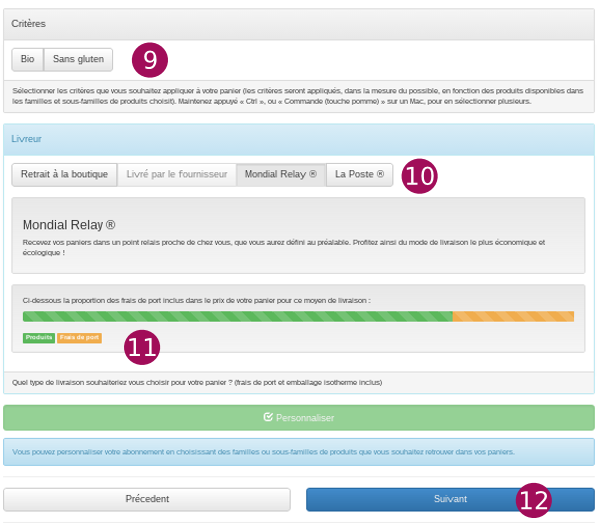 Critères
Bio Sans gluten 9
Sélectionner les critères que vous souhaitez appliquer à votre panier (les critères seront appliqués, dans la mesure du possible, en fonction des produits disponibles dans
les familles et sous-familles de produits choisit). Maintenez appuyé « Ctrl », ou « Commande (touche pomme) » sur un Mac, pour en sélectionner plusieurs.
Livreur
Retrait à la boutique Livré par le fournisseur Mondial Relay ® La Poste ® 10
Mondial Relay ®
Recevez vos paniers dans un point relais proche de chez vous, que vous aurez défini au préalable. Profitez ainsi du mode de livraison le plus économique et
écologique !
Ci-dessous la proportion des frais de port inclus dans le prix de votre panier pour ce moyen de livraison :
Produits Frais de port 11
Quel type de livraison souhaiteriez vous choisir pour votre panier ? (frais de port et emballage isotherme inclus)
Personnaliser
Vous pouvez personnaliser votre abonnement en choisissant des familles ou sous-familles de produits que vous souhaitez retrouver dans vos paniers.
Précedent Suivant 12